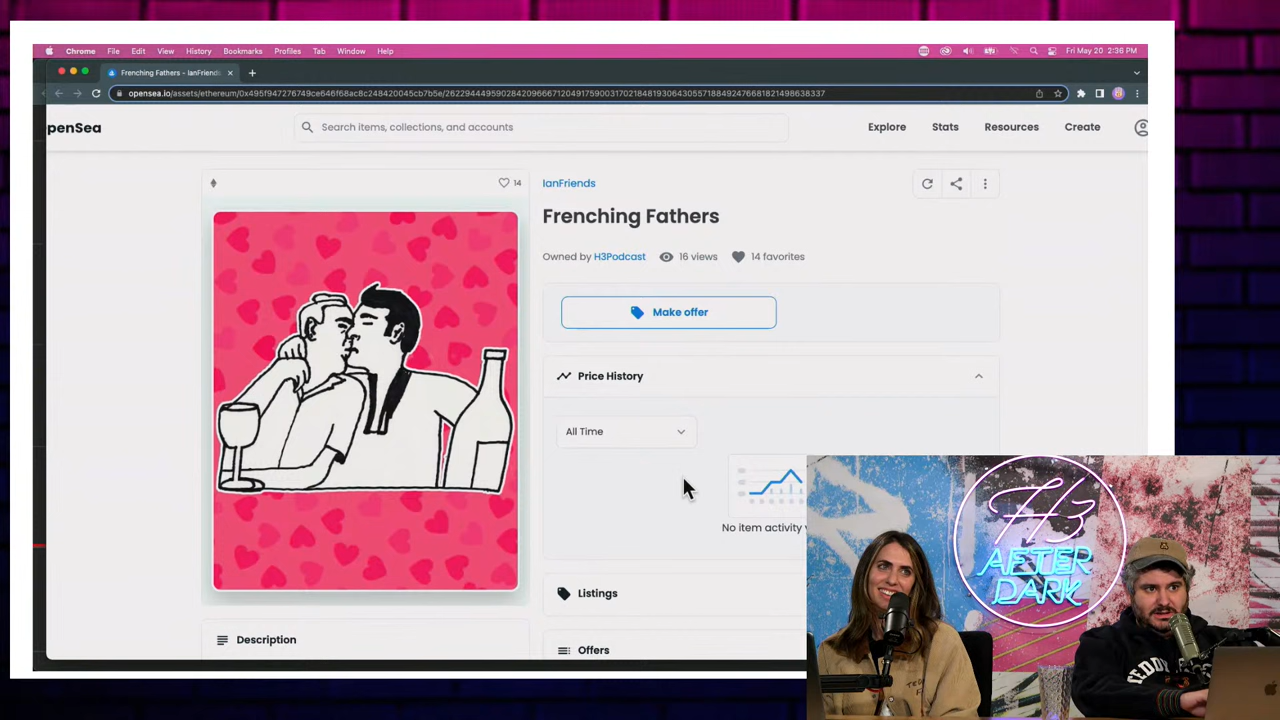 Chrome File Edit View History Bookmarks Profiles Tab Window Help
Fri May 20 2:36 PM
Frenching Fathers - IanFriends
penSea
Search items, collections, and accounts
Explore Stats Resources Create
14
IanFriends
Frenching Fathers
Owned by H3Podcast 16 views 14 favorites
Make offer
Price History
All Time
No item activity
Listings
Description
Offers
H3
AFTER
DARK
TEDDY